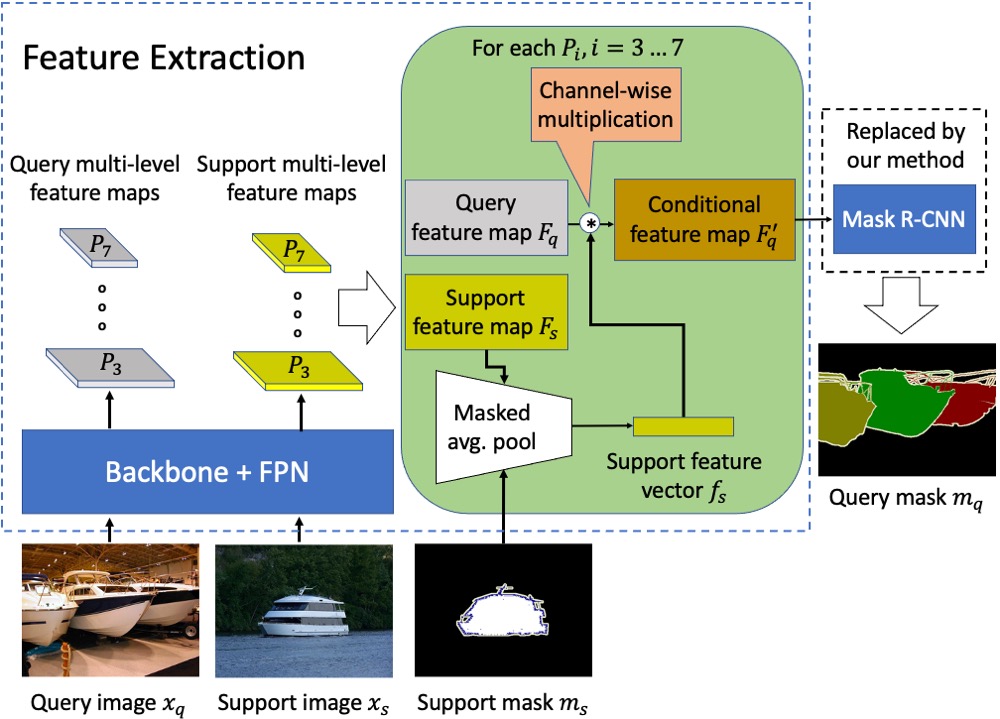 Feature Extraction
For each P_i, i = 3 … 7
Channel-wise
multiplication
Query multi-level
feature maps
Support multi-level
feature maps
P_7
P_7
P_3
P_3
Query
feature map F_q
*
Conditional
feature map F_q′
Support
feature map F_s
Masked
avg. pool
Support feature
vector f_s
Backbone + FPN
Replaced by
our method
Mask R-CNN
Query mask m_q
Query image x_q
Support image x_s
Support mask m_s